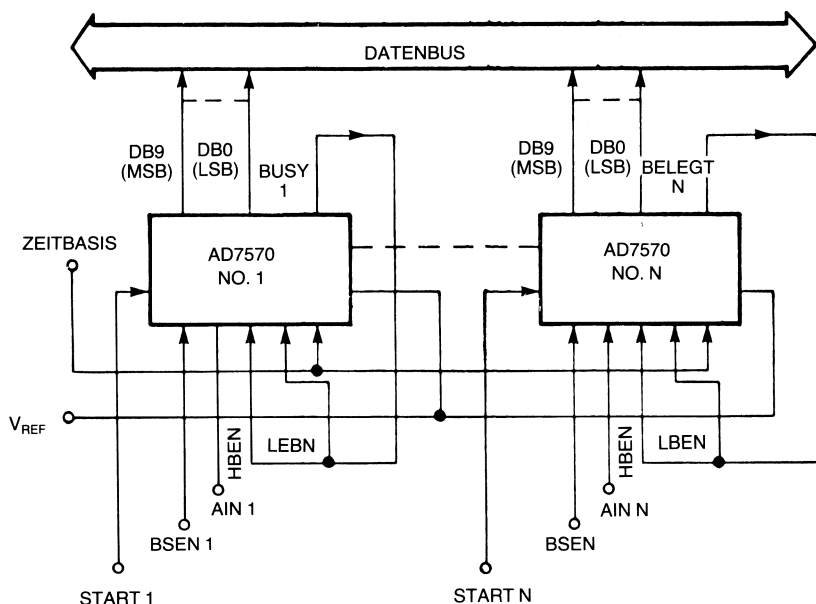 DATENBUS
DB9
(MSB)
DB0
(LSB)
BUSY
1
DB9
(MSB)
DB0
(LSB)
BELEGT
N
ZEITBASIS
AD7570
NO. 1
AD7570
NO. N
VREF
HBEN
LEBN
HBEN
LBEN
AIN 1
AIN N
BSEN 1
BSEN
START 1
START N